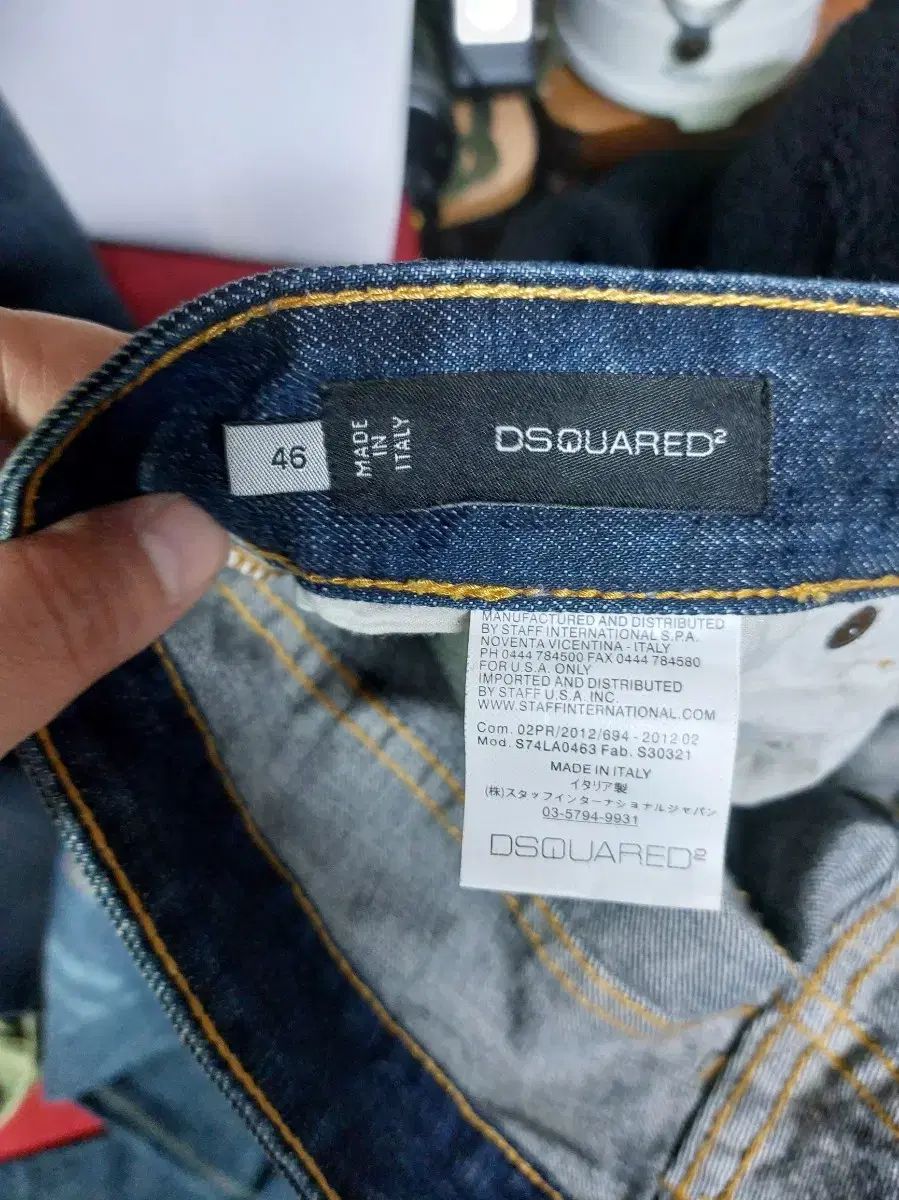 46
MADE
IN
ITALY
DSQUARED²
MANUFACTURED AND DISTRIBUTED
BY STAFF INTERNATIONAL S.P.A.
NOVENTA VICENTINA - ITALY
PH 0444 784500 FAX 0444 784580
FOR U.S.A. ONLY
IMPORTED AND DISTRIBUTED
BY STAFF U.S.A. INC.
WWW.STAFFINTERNATIONAL.COM
Com. 02PR/2012/694 - 2012 02
Mod. S74LA0463 Fab. S30321
MADE IN ITALY
イタリア製
(株)スタッフインターナショナルジャパン
03-5794-9931
DSQUARED²